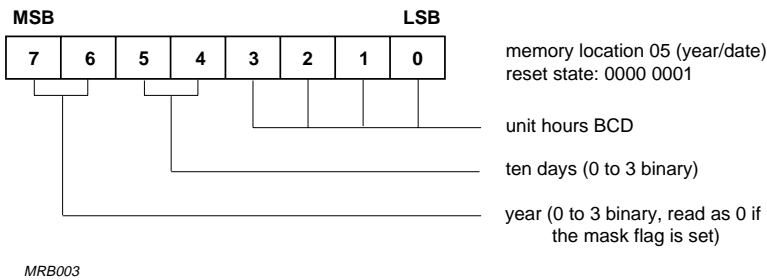 MSB LSB
7 6 5 4 3 2 1 0
memory location 05 (year/date)
reset state: 0000 0001
unit hours BCD
ten days (0 to 3 binary)
year (0 to 3 binary, read as 0 if
the mask flag is set)
MRB003